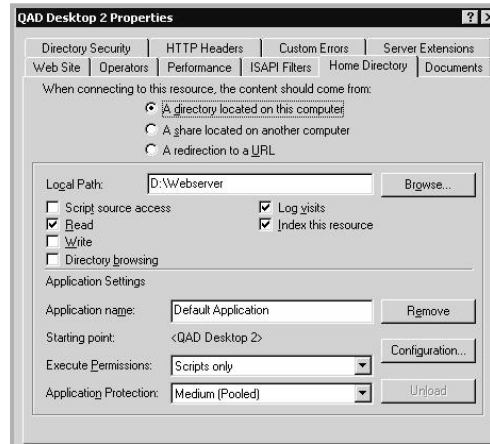 QAD Desktop 2 Properties
Directory Security HTTP Headers Custom Errors Server Extensions
Web Site Operators Performance ISAPI Filters Home Directory Documents
When connecting to this resource, the content should come from:
A directory located on this computer
A share located on another computer
A redirection to a URL
Local Path: D:\Webserver Browse...
Script source access Log visits
Read Index this resource
Write
Directory browsing
Application Settings
Application name: Default Application Remove
Starting point: <QAD Desktop 2>
Configuration...
Execute Permissions: Scripts only
Application Protection: Medium (Pooled) Unload